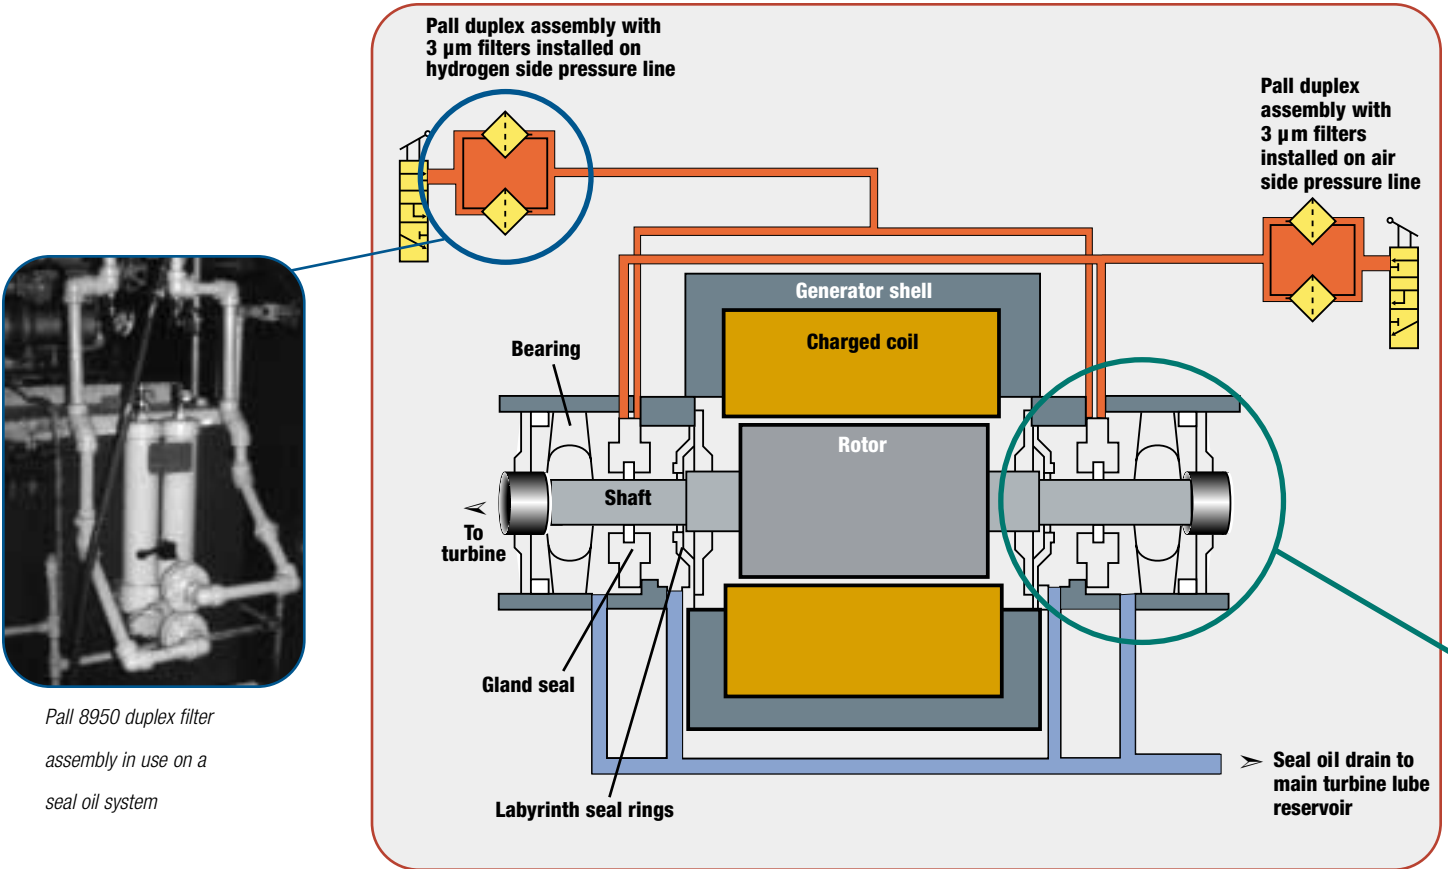 Pall duplex assembly with
3 µm filters installed on
hydrogen side pressure line
Pall duplex
assembly with
3 µm filters
installed on air
side pressure line
Generator shell
Charged coil
Bearing
Rotor
Shaft
To
turbine
Gland seal
Labyrinth seal rings
Seal oil drain to
main turbine lube
reservoir
Pall 8950 duplex filter
assembly in use on a
seal oil system